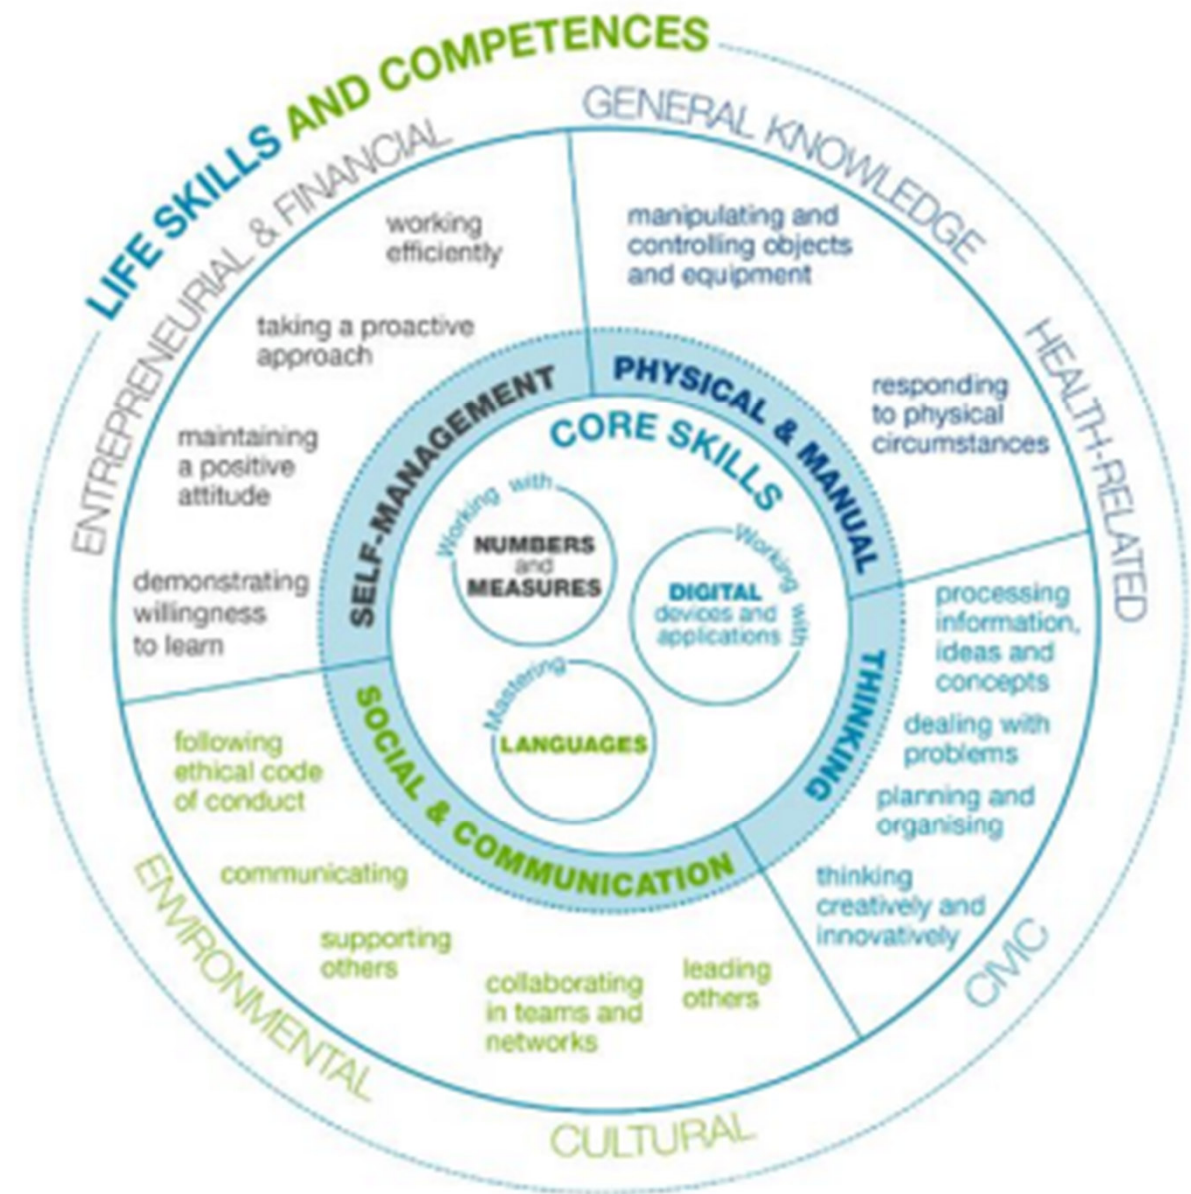 LIFE SKILLS AND COMPETENCES
ENTREPRENEURIAL & FINANCIAL
GENERAL KNOWLEDGE
HEALTH-RELATED
CIVIC
CULTURAL
ENVIRONMENTAL
SELF-MANAGEMENT
working
efficiently
taking a proactive
approach
maintaining
a positive
attitude
demonstrating
willingness
to learn
PHYSICAL & MANUAL
manipulating and
controlling objects
and equipment
responding
to physical
circumstances
THINKING
processing
information,
ideas and
concepts
dealing with
problems
planning and
organising
thinking
creatively and
innovatively
SOCIAL & COMMUNICATION
following
ethical code
of conduct
communicating
supporting
others
collaborating
in teams and
networks
leading
others
CORE SKILLS
Working with
NUMBERS
and
MEASURES
Working with
DIGITAL
devices and
applications
Mastering
LANGUAGES